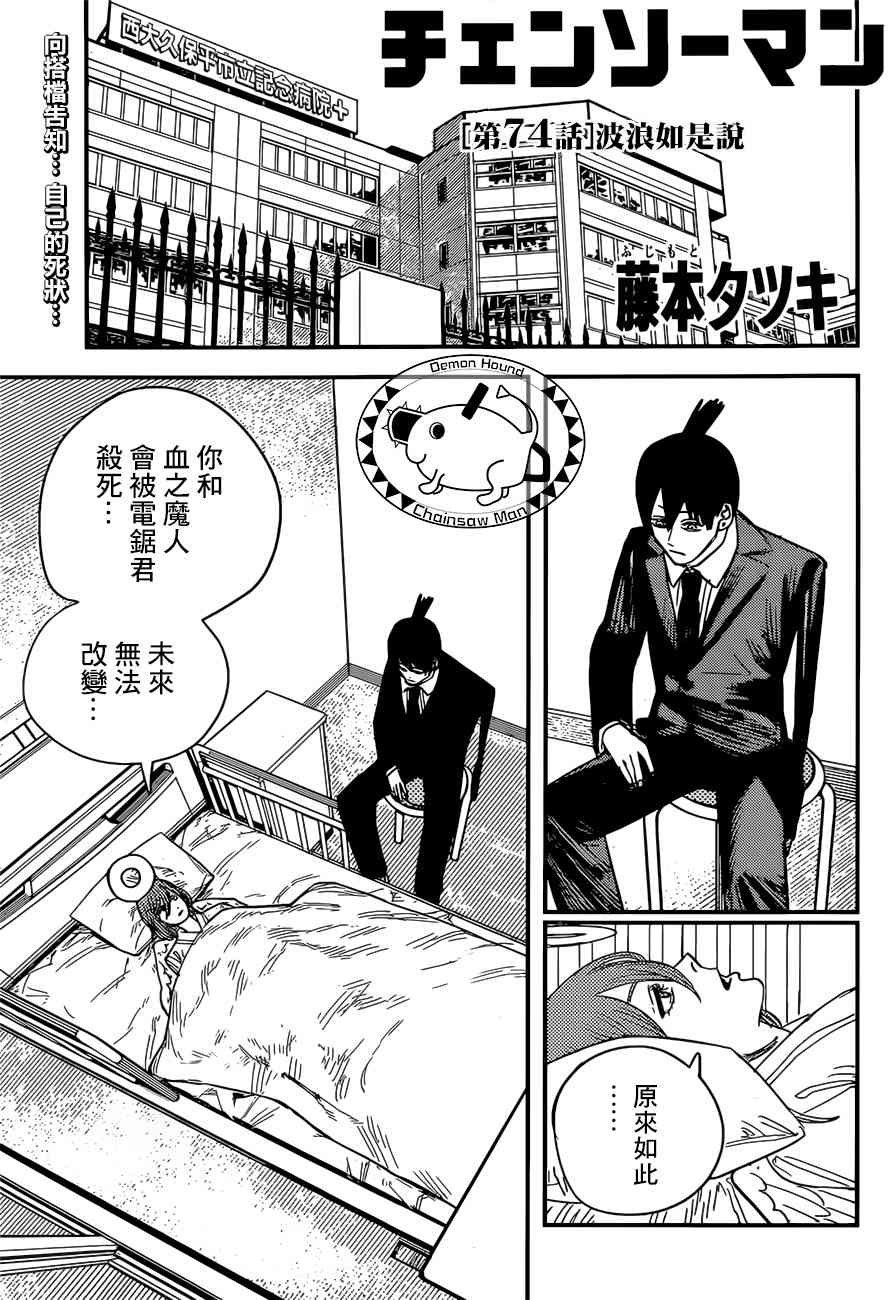 チェンソーマン
西大久保平市立記念病院+
[第74話]波浪如是說
ふじもと
藤本タツキ
向搭檔告知…自己的死狀…
Demon Hound
Chainsaw Man
原來如此
……
你和
血之魔人
會被電鋸君
殺死…
未來
無法
改變…